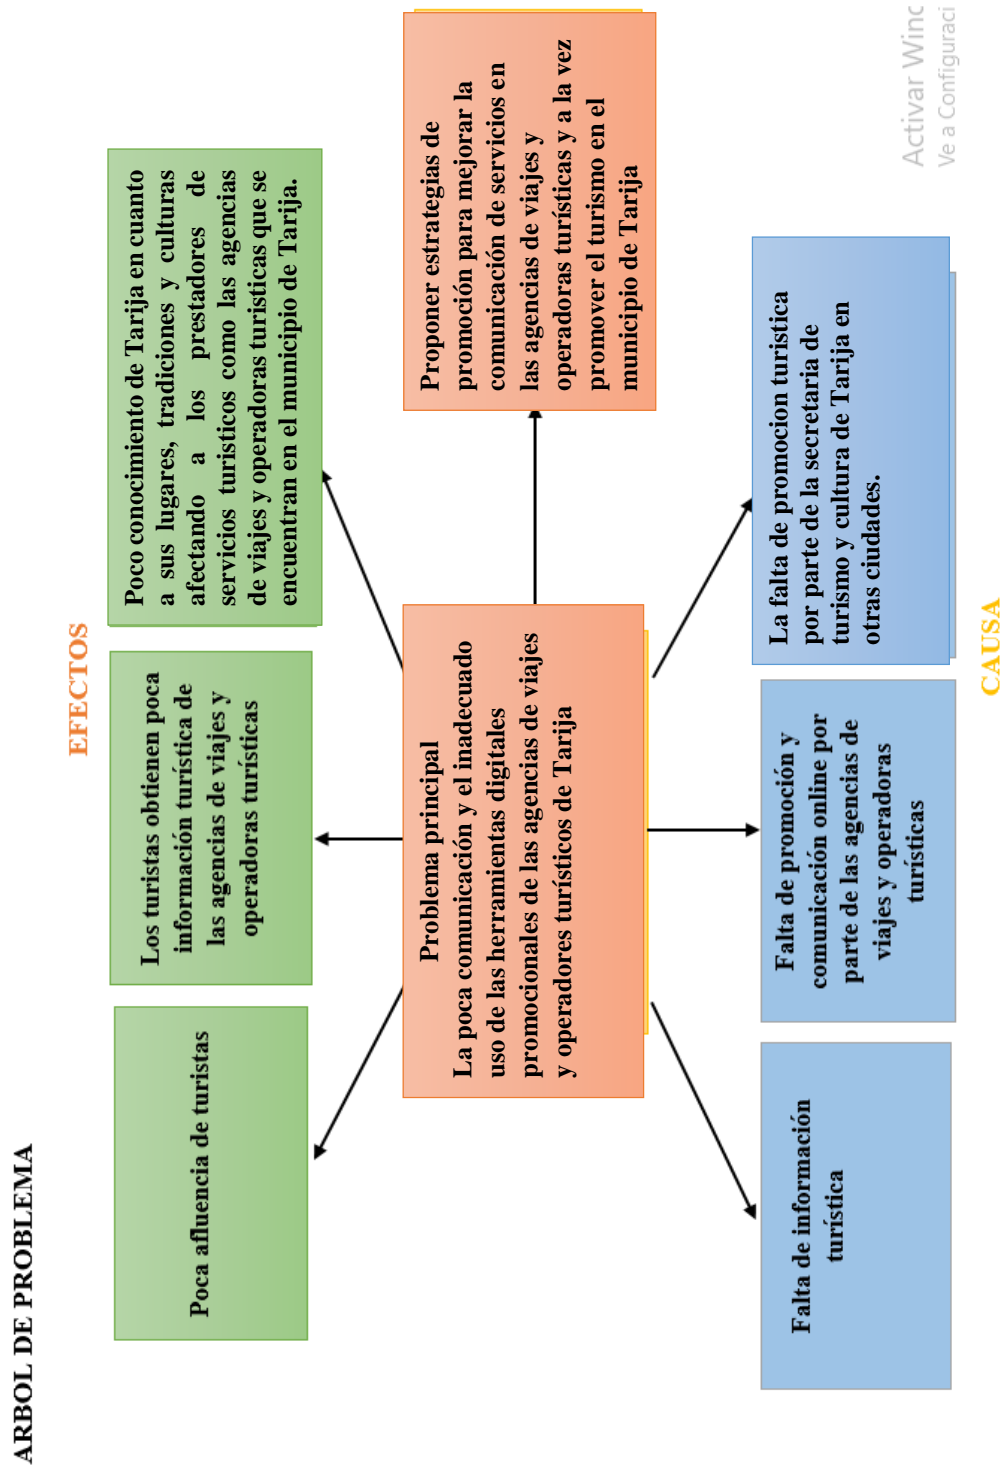 ARBOL DE PROBLEMA
EFECTOS
Poca afluencia de turistas
Los turistas obtienen poca
información turística de
las agencias de viajes y
operadoras turísticas
Poco conocimiento de Tarija en cuanto
a sus lugares, tradiciones y culturas
afectando a los prestadores de
servicios turisticos como las agencias
de viajes y operadoras turisticas que se
encuentran en el municipio de Tarija.
Problema principal
La poca comunicación y el inadecuado
uso de las herramientas digitales
promocionales de las agencias de viajes
y operadores turísticos de Tarija
Proponer estrategias de
promoción para mejorar la
comunicación de servicios en
las agencias de viajes y
operadoras turísticas y a la vez
promover el turismo en el
municipio de Tarija
Falta de información
turística
Falta de promoción y
comunicación online por
parte de las agencias de
viajes y operadoras
turísticas
La falta de promocion turistica
por parte de la secretaria de
turismo y cultura de Tarija en
otras ciudades.
CAUSA
Activar Winc
Ve a Configuraci